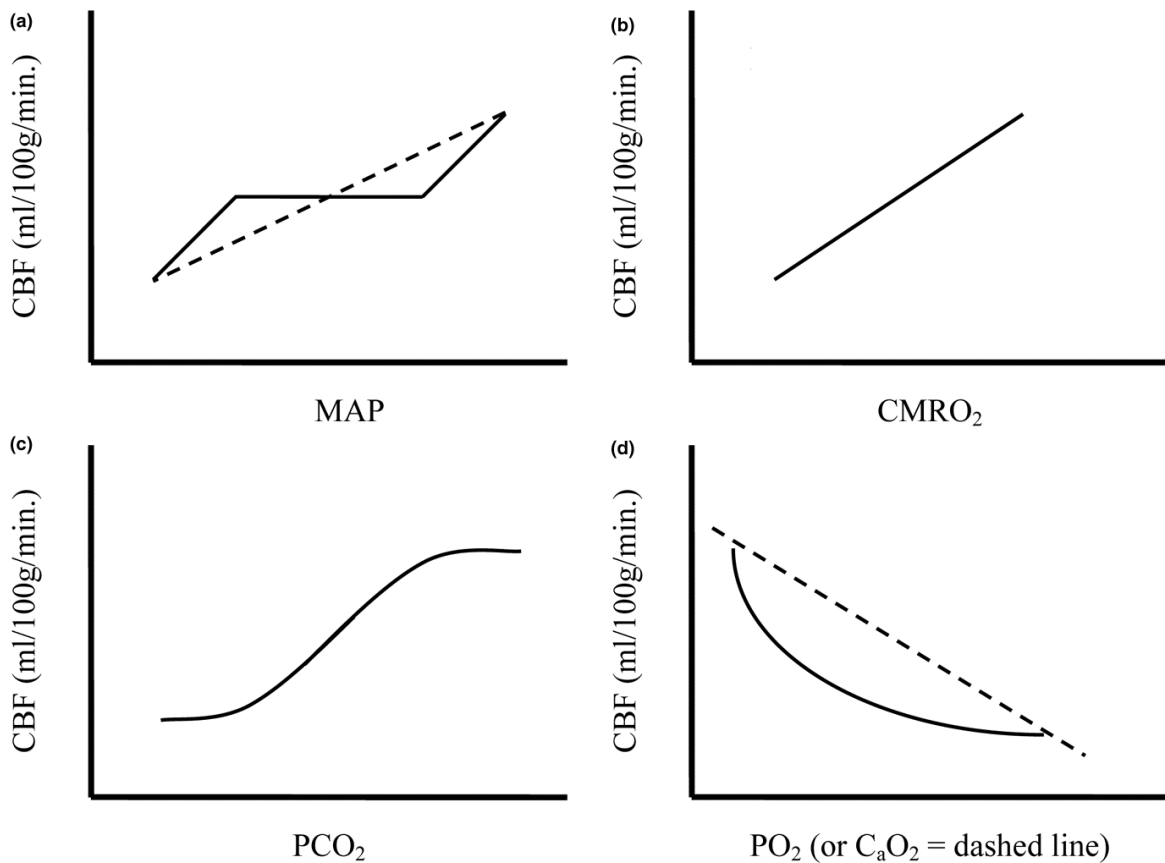 (a)
CBF (ml/100g/min.)
MAP
(b)
CBF (ml/100g/min.)
CMRO₂
(c)
CBF (ml/100g/min.)
PCO₂
(d)
CBF (ml/100g/min.)
PO₂ (or CₐO₂ = dashed line)